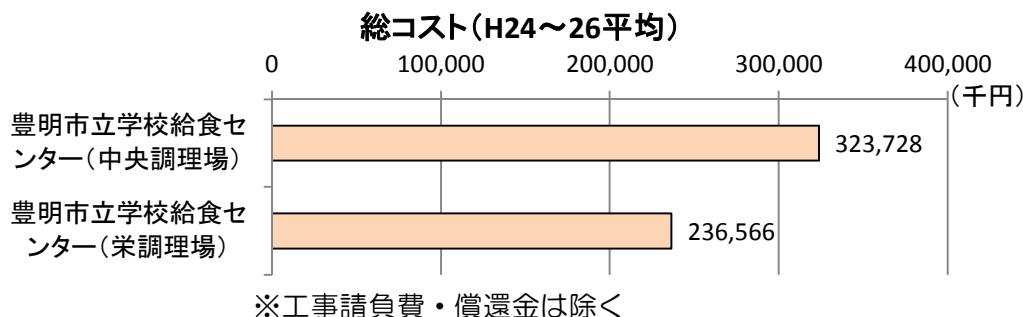 総コスト（H24～26平均）
0 100,000 200,000 300,000 400,000
（千円）
豊明市立学校給食セ
ンター（中央調理場）
323,728
豊明市立学校給食セ
ンター（栄調理場）
236,566
※工事請負費・償還金は除く